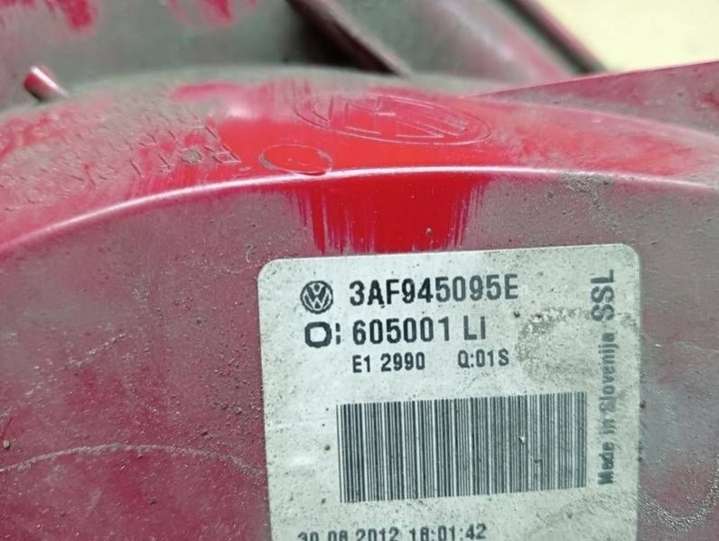 3AF945095E
O: 605001 LI
E1 2990 Q:01S
30.08.2012 18:01:42
Made in Slovenija SSL